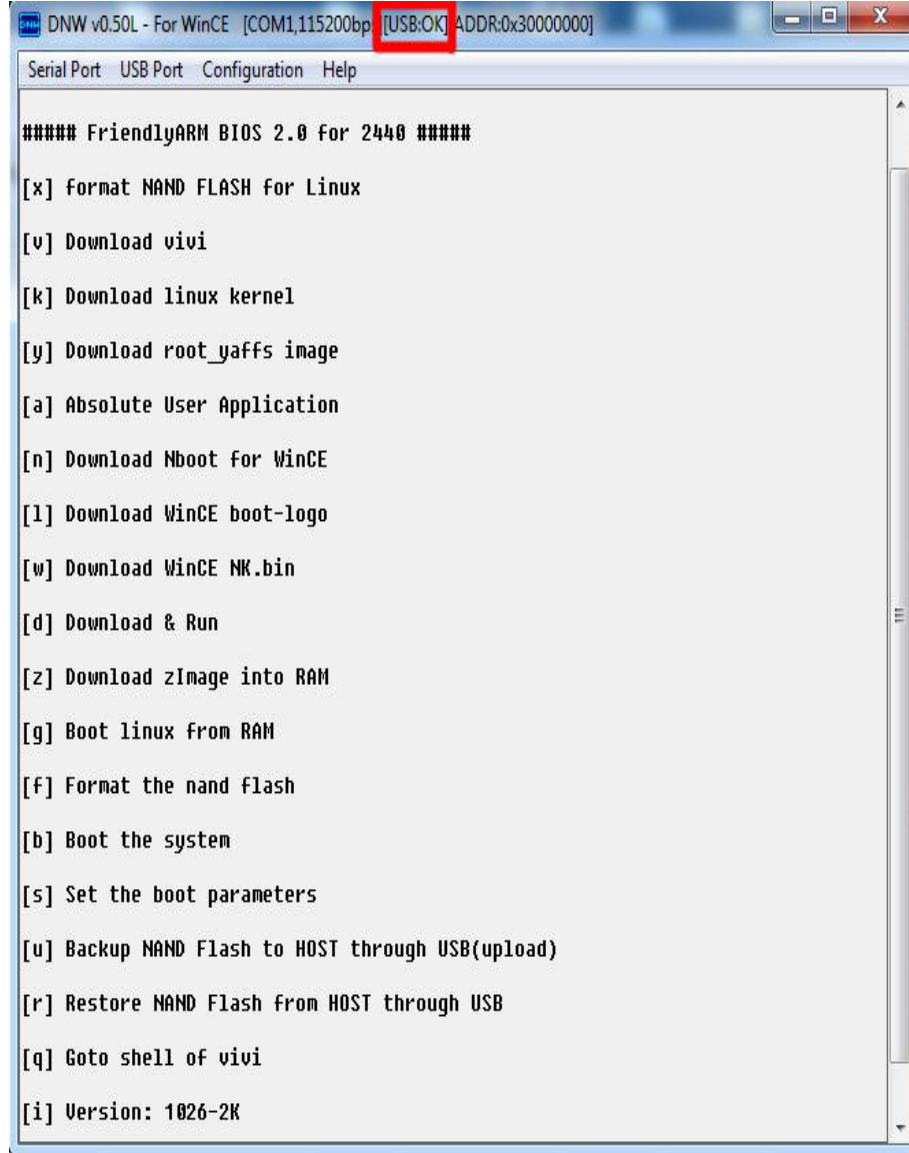 DNW v0.50L - For WinCE [COM1,115200bp [USB:OK] ADDR:0x30000000]
Serial Port USB Port Configuration Help
##### FriendlyARM BIOS 2.0 for 2440 #####
[x] format NAND FLASH for Linux
[v] Download vivi
[k] Download linux kernel
[y] Download root_yaffs image
[a] Absolute User Application
[n] Download Nboot for WinCE
[l] Download WinCE boot-logo
[w] Download WinCE NK.bin
[d] Download & Run
[z] Download zImage into RAM
[g] Boot linux from RAM
[f] Format the nand flash
[b] Boot the system
[s] Set the boot parameters
[u] Backup NAND Flash to HOST through USB(upload)
[r] Restore NAND Flash from HOST through USB
[q] Goto shell of vivi
[i] Version: 1026-2K